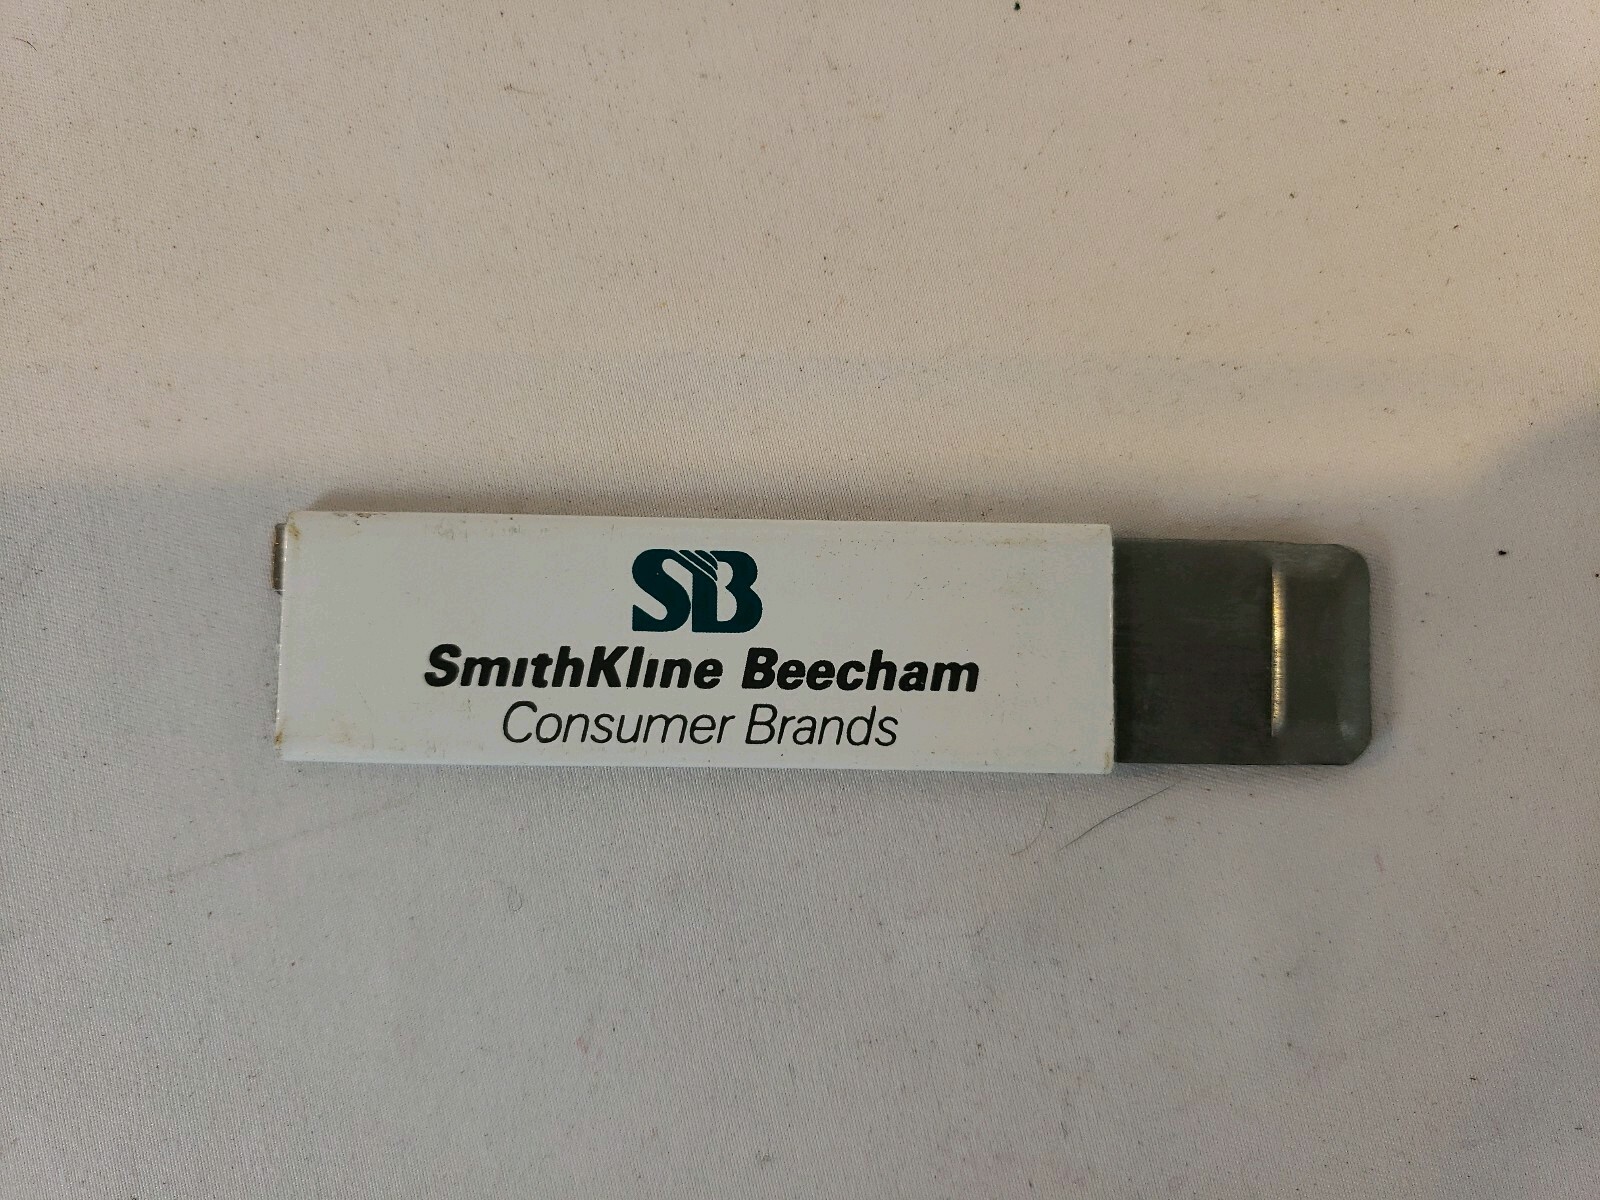 SB
SmithKline Beecham
Consumer Brands